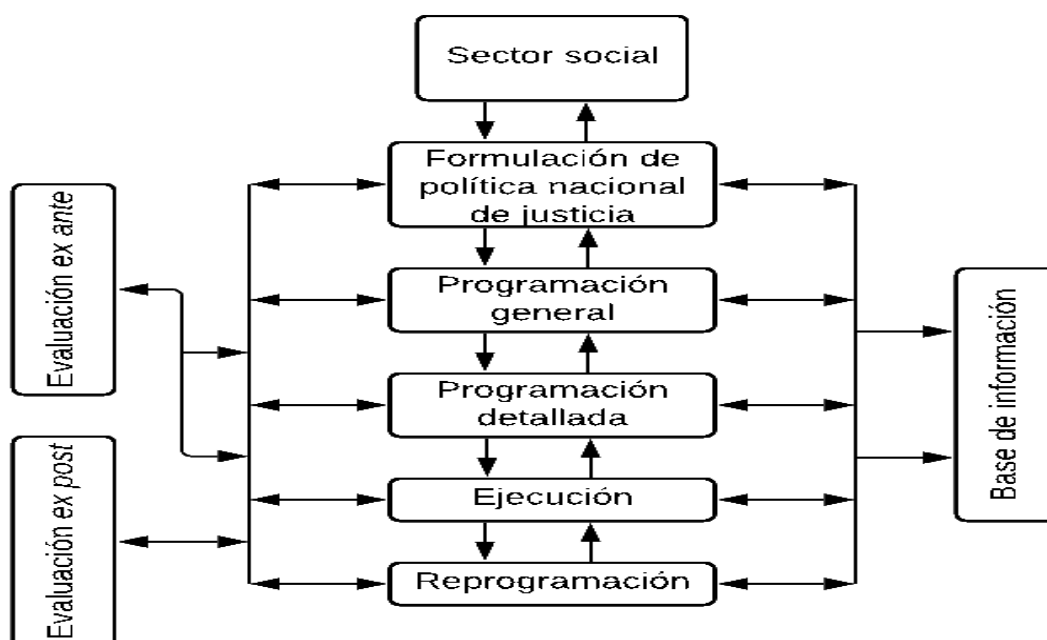 Sector social
Formulación de
política nacional
de justicia
Evaluación ex ante
Programación
general
Base de información
Programación
detallada
Evaluación ex post
Ejecución
Reprogramación